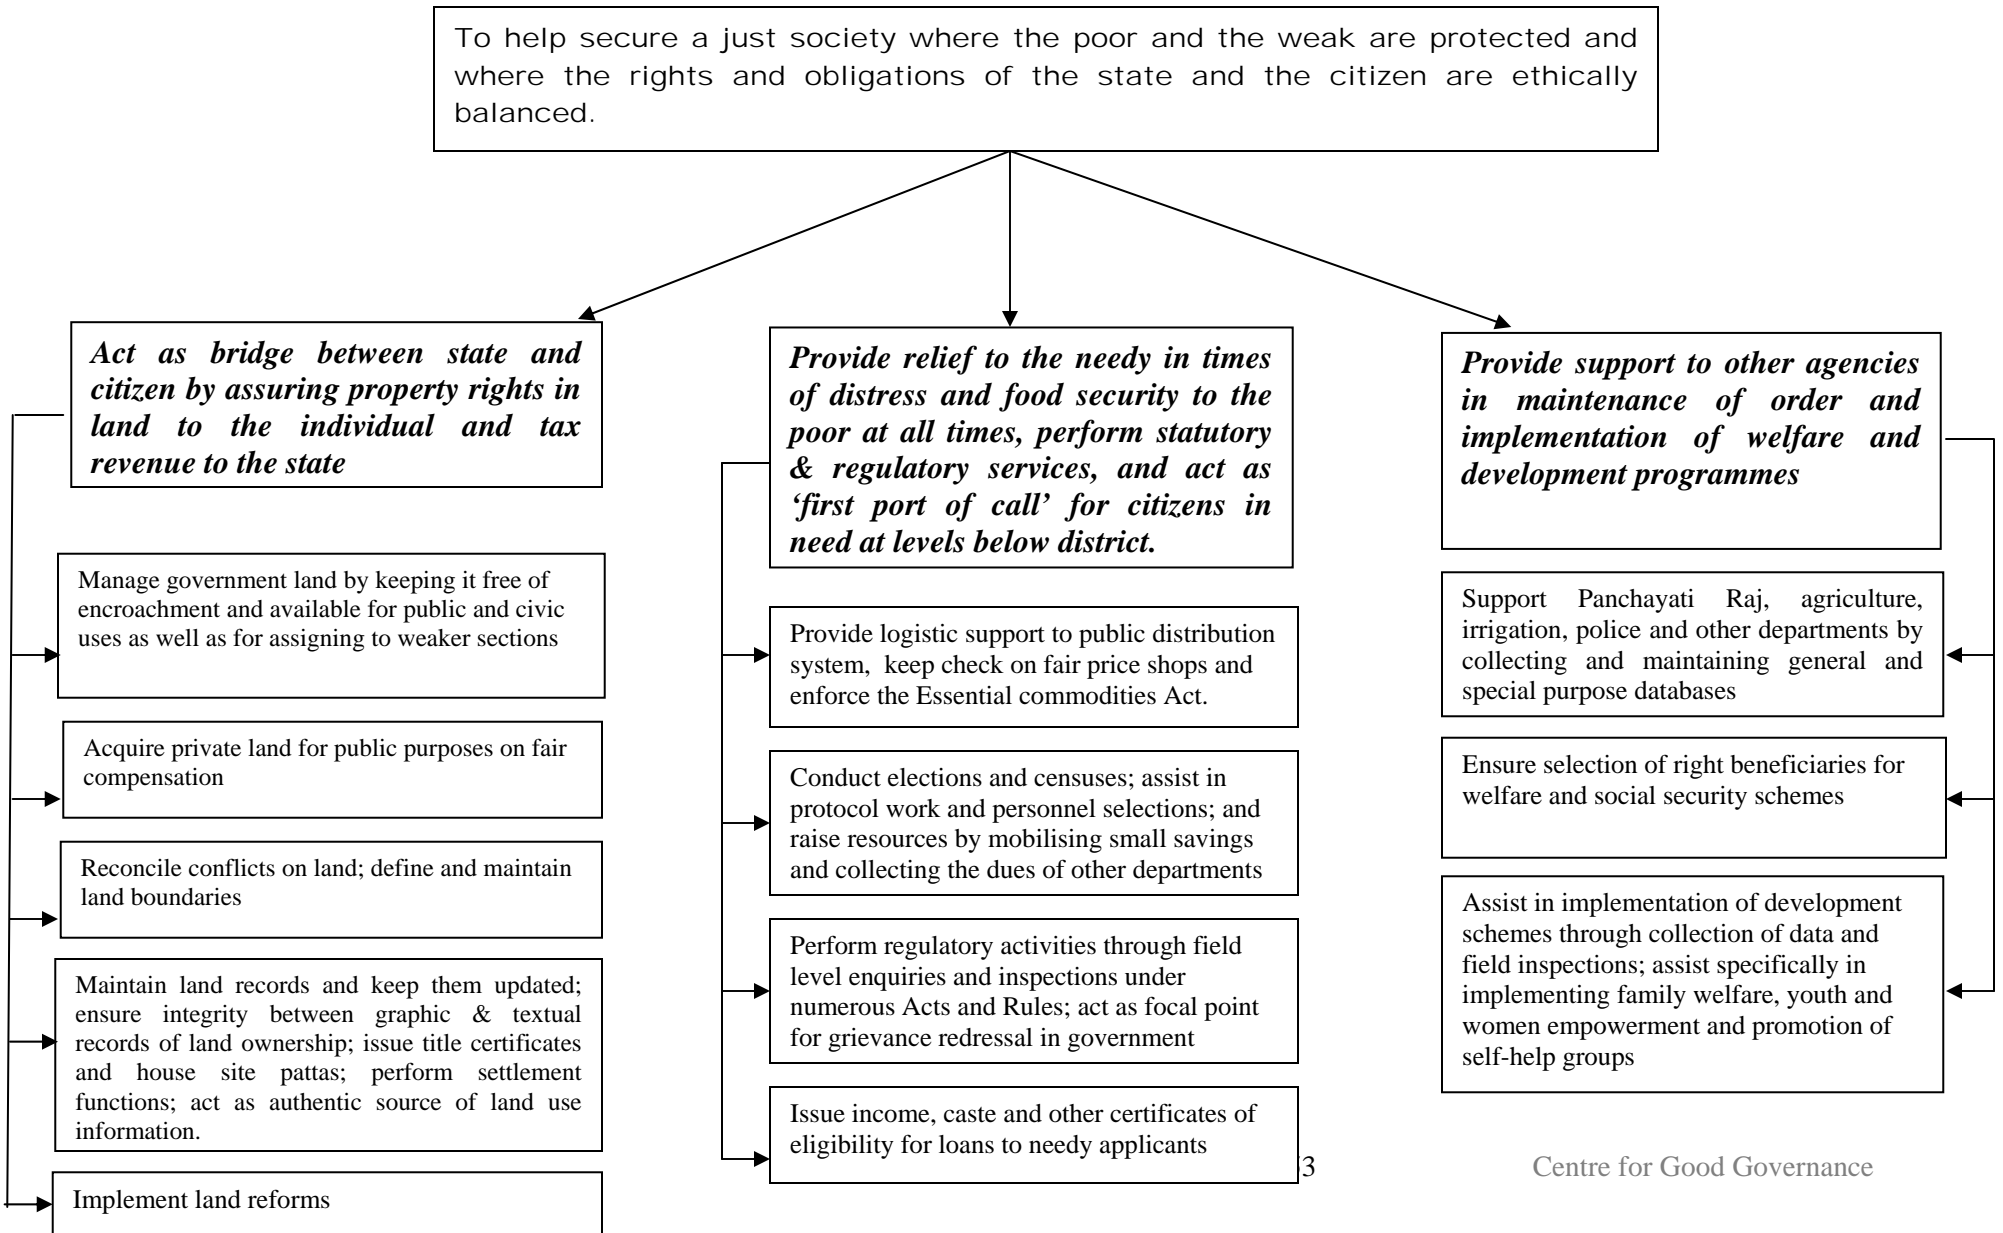 To help secure a just society where the poor and the weak are protected and
where the rights and obligations of the state and the citizen are ethically
balanced.
Act as bridge between state and
citizen by assuring property rights in
land to the individual and tax
revenue to the state
Manage government land by keeping it free of
encroachment and available for public and civic
uses as well as for assigning to weaker sections
Acquire private land for public purposes on fair
compensation
Reconcile conflicts on land; define and maintain
land boundaries
Maintain land records and keep them updated;
ensure integrity between graphic & textual
records of land ownership; issue title certificates
and house site pattas; perform settlement
functions; act as authentic source of land use
information.
Implement land reforms
Provide relief to the needy in times
of distress and food security to the
poor at all times, perform statutory
& regulatory services, and act as
‘first port of call’ for citizens in
need at levels below district.
Provide logistic support to public distribution
system, keep check on fair price shops and
enforce the Essential commodities Act.
Conduct elections and censuses; assist in
protocol work and personnel selections; and
raise resources by mobilising small savings
and collecting the dues of other departments
Perform regulatory activities through field
level enquiries and inspections under
numerous Acts and Rules; act as focal point
for grievance redressal in government
Issue income, caste and other certificates of
eligibility for loans to needy applicants
Provide support to other agencies
in maintenance of order and
implementation of welfare and
development programmes
Support Panchayati Raj, agriculture,
irrigation, police and other departments by
collecting and maintaining general and
special purpose databases
Ensure selection of right beneficiaries for
welfare and social security schemes
Assist in implementation of development
schemes through collection of data and
field inspections; assist specifically in
implementing family welfare, youth and
women empowerment and promotion of
self-help groups
Centre for Good Governance